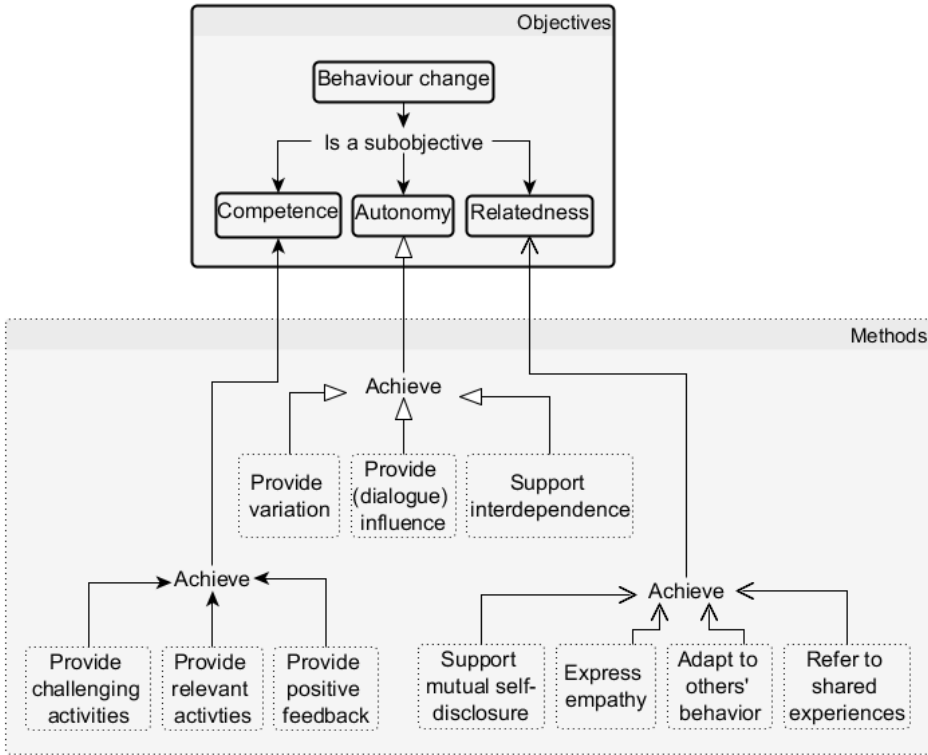 Objectives
Behaviour change
Is a subobjective
Competence
Autonomy
Relatedness
Methods
Achieve
Provide
variation
Provide
(dialogue)
influence
Support
interdependence
Achieve
Provide
challenging
activities
Provide
relevant
activties
Provide
positive
feedback
Achieve
Support
mutual self-
disclosure
Express
empathy
Adapt to
others'
behavior
Refer to
shared
experiences